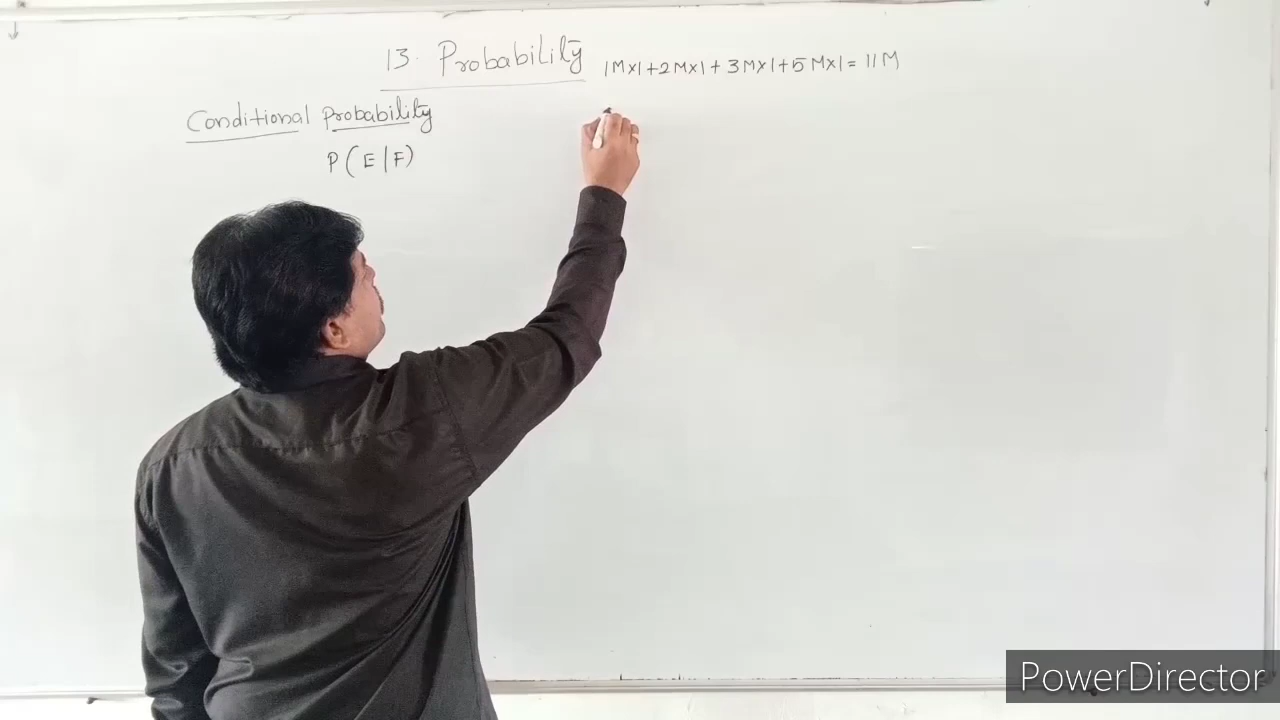 13. Probability 1M×1+2M×1+3M×1+5M×1=11M
Conditional Probability
P(E/F)
PowerDirector